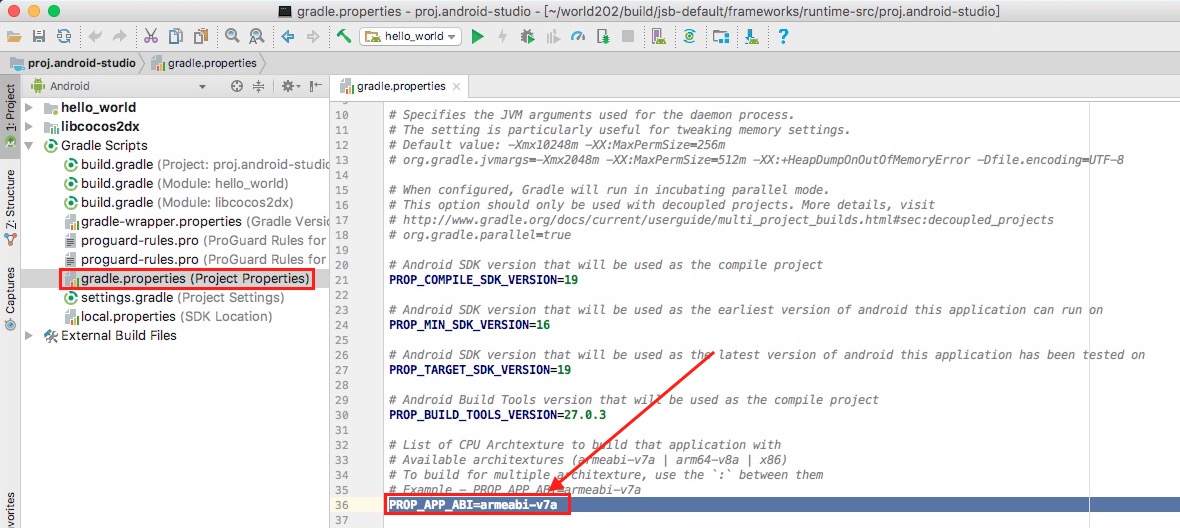 gradle.properties - proj.android-studio - [~/world202/build/jsb-default/frameworks/runtime-src/proj.android-studio]
hello_world
proj.android-studio
gradle.properties
1: Project
Z: Structure
Captures
vorites
Android
hello_world
libcocos2dx
Gradle Scripts
build.gradle (Project: proj.android-studio
build.gradle (Module: hello_world)
build.gradle (Module: libcocos2dx)
gradle-wrapper.properties (Gradle Versio
proguard-rules.pro (ProGuard Rules for
proguard-rules.pro (ProGuard Rules for
gradle.properties (Project Properties)
settings.gradle (Project Settings)
local.properties (SDK Location)
External Build Files
gradle.properties
10 # Specifies the JVM arguments used for the daemon process.
11 # The setting is particularly useful for tweaking memory settings.
12 # Default value: -Xmx10248m -XX:MaxPermSize=256m
13 # org.gradle.jvmargs=-Xmx2048m -XX:MaxPermSize=512m -XX:+HeapDumpOnOutOfMemoryError -Dfile.encoding=UTF-8
14
15 # When configured, Gradle will run in incubating parallel mode.
16 # This option should only be used with decoupled projects. More details, visit
17 # http://www.gradle.org/docs/current/userguide/multi_project_builds.html#sec:decoupled_projects
18 # org.gradle.parallel=true
19
20 # Android SDK version that will be used as the compile project
21 PROP_COMPILE_SDK_VERSION=19
22
23 # Android SDK version that will be used as the earliest version of android this application can run on
24 PROP_MIN_SDK_VERSION=16
25
26 # Android SDK version that will be used as the latest version of android this application has been tested on
27 PROP_TARGET_SDK_VERSION=19
28
29 # Android Build Tools version that will be used as the compile project
30 PROP_BUILD_TOOLS_VERSION=27.0.3
31
32 # List of CPU Archtexture to build that application with
33 # Available architectures (armeabi-v7a | arm64-v8a | x86)
34 # To build for multiple architexture, use the `:` between them
35 # Example - PROP_APP_ABI=armeabi-v7a
36 PROP_APP_ABI=armeabi-v7a
37